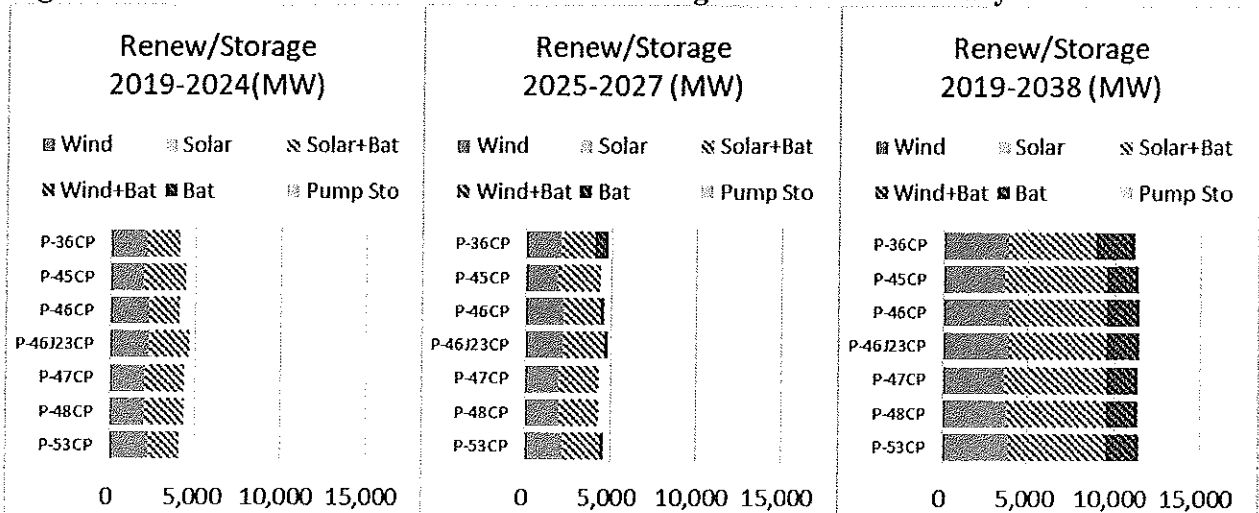 Renew/Storage
2019-2024(MW)
Wind Solar Solar+Bat
Wind+Bat Bat Pump Sto
P-36CP
P-45CP
P-46CP
P-46J23CP
P-47CP
P-48CP
P-53CP
0 5,000 10,000 15,000
Renew/Storage
2025-2027 (MW)
Wind Solar Solar+Bat
Wind+Bat Bat Pump Sto
P-36CP
P-45CP
P-46CP
P-46J23CP
P-47CP
P-48CP
P-53CP
0 5,000 10,000 15,000
Renew/Storage
2019-2038 (MW)
Wind Solar Solar+Bat
Wind+Bat Bat Pump Sto
P-36CP
P-45CP
P-46CP
P-46J23CP
P-47CP
P-48CP
P-53CP
0 5,000 10,000 15,000